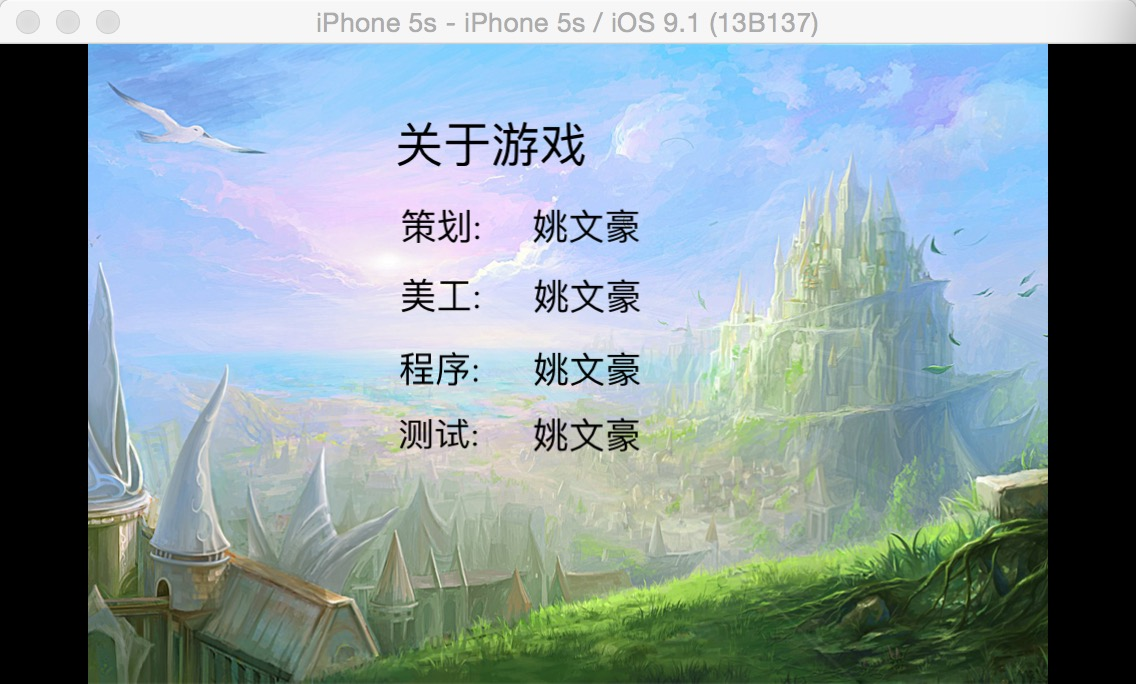 iPhone 5s - iPhone 5s / iOS 9.1 (13B137)
关于游戏
策划: 姚文豪
美工: 姚文豪
程序: 姚文豪
测试: 姚文豪